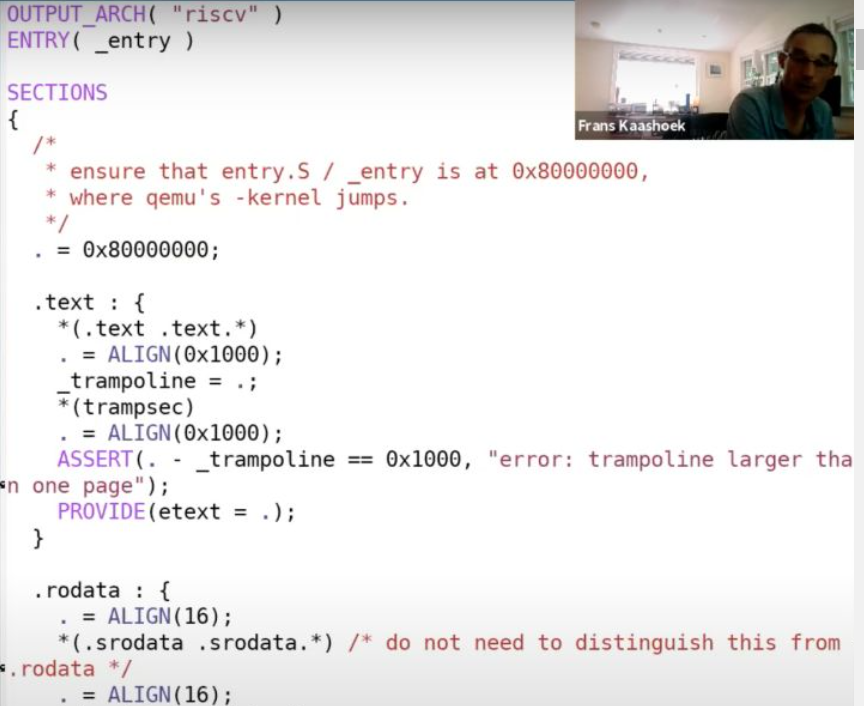 OUTPUT_ARCH( "riscv" )
ENTRY( _entry )
Frans Kaashoek
SECTIONS
{
  /*
   * ensure that entry.S / _entry is at 0x80000000,
   * where qemu's -kernel jumps.
   */
  . = 0x80000000;

  .text : {
    *(.text .text.*)
    . = ALIGN(0x1000);
    _trampoline = .;
    *(trampsec)
    . = ALIGN(0x1000);
    ASSERT(. - _trampoline == 0x1000, "error: trampoline larger tha
n one page");
    PROVIDE(etext = .);
  }

  .rodata : {
    . = ALIGN(16);
    *(.srodata .srodata.*) /* do not need to distinguish this from
.rodata */
    . = ALIGN(16);